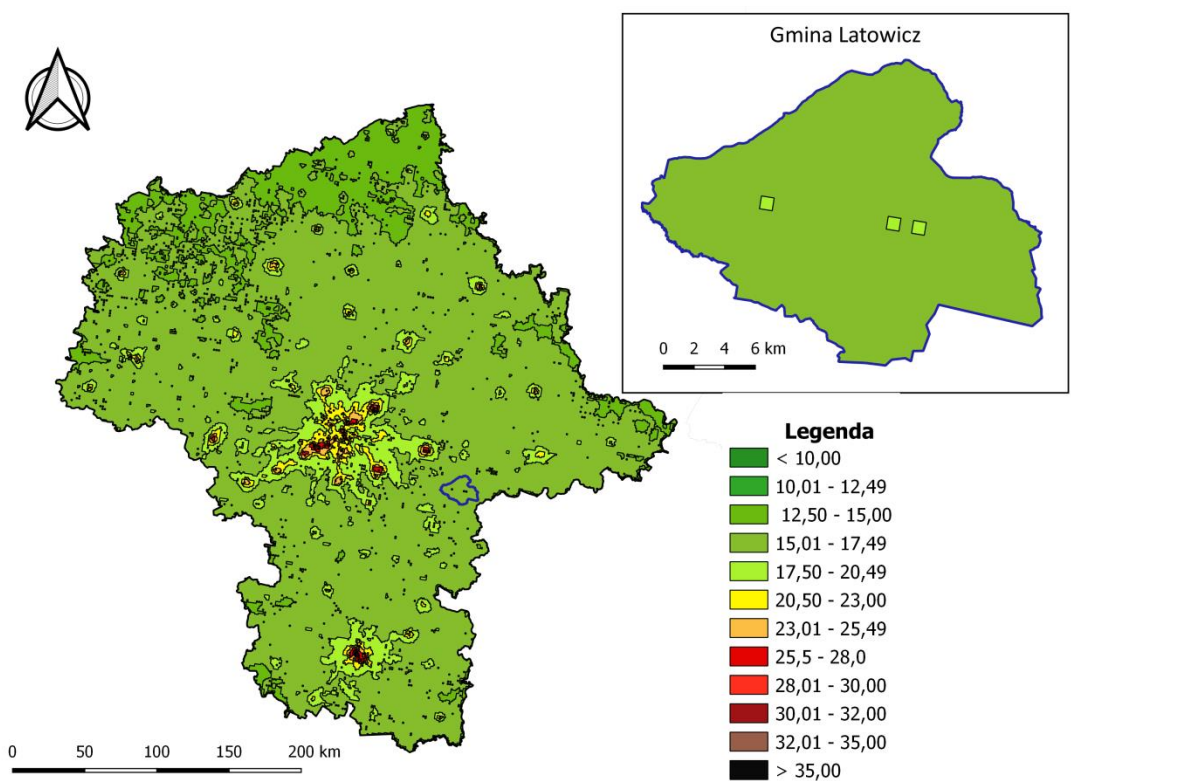 Gmina Latowicz
0 2 4 6 km
Legenda
< 10,00
10,01 - 12,49
12,50 - 15,00
15,01 - 17,49
17,50 - 20,49
20,50 - 23,00
23,01 - 25,49
25,5 - 28,0
28,01 - 30,00
30,01 - 32,00
32,01 - 35,00
> 35,00
0 50 100 150 200 km